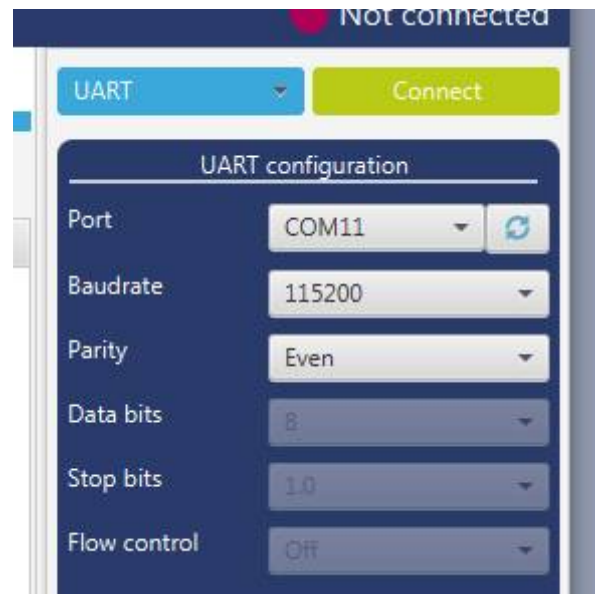 Not connected
UART Connect
UART configuration
Port COM11
Baudrate 115200
Parity Even
Data bits 8
Stop bits 1.0
Flow control Off